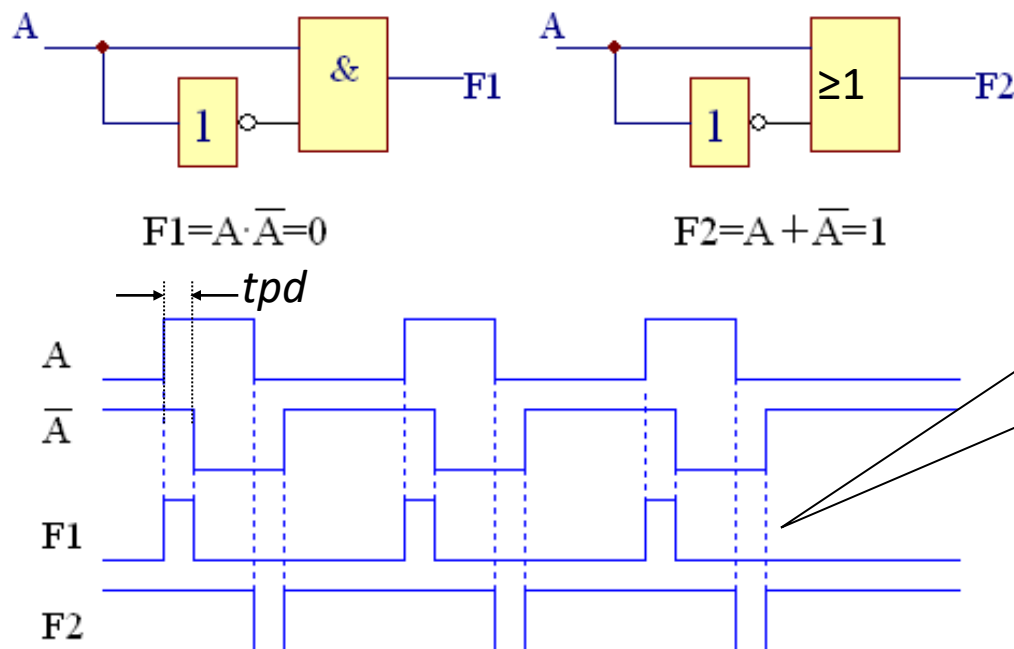 A & F1 A ≥1 F2
1 1
F1=A·A̅=0 F2=A+A̅=1
tpd
A
A̅
F1
F2